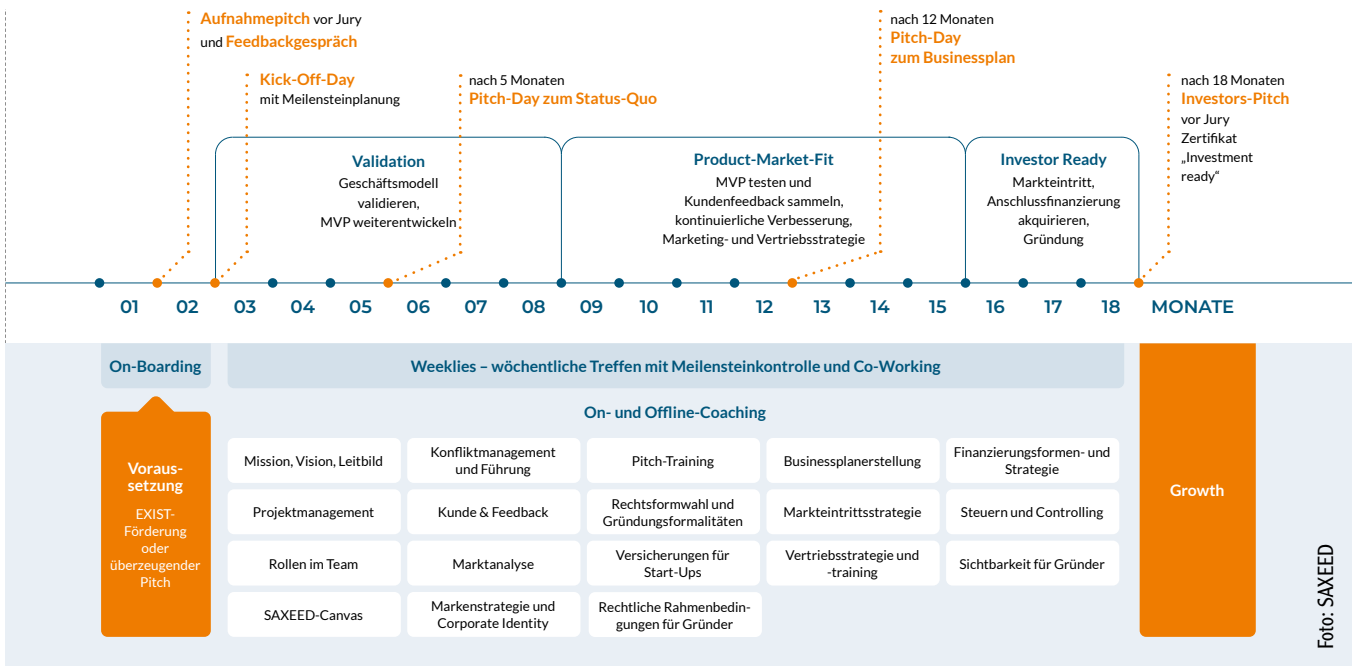 Aufnahmepitch vor Jury
und Feedbackgespräch
Kick-Off-Day
mit Meilensteinplanung
nach 5 Monaten
Pitch-Day zum Status-Quo
nach 12 Monaten
Pitch-Day
zum Businessplan
nach 18 Monaten
Investors-Pitch
vor Jury
Zertifikat
„Investment
ready“
Validation
Geschäftsmodell
validieren,
MVP weiterentwickeln
Product-Market-Fit
MVP testen und
Kundenfeedback sammeln,
kontinuierliche Verbesserung,
Marketing- und Vertriebsstrategie
Investor Ready
Markteintritt,
Anschlussfinanzierung
akquirieren,
Gründung
01 02 03 04 05 06 07 08 09 10 11 12 13 14 15 16 17 18 MONATE
On-Boarding
Weeklies – wöchentliche Treffen mit Meilensteinkontrolle und Co-Working
Voraus-
setzung
EXIST-
Förderung
oder
überzeugender
Pitch
On- und Offline-Coaching
Mission, Vision, Leitbild
Konfliktmanagement
und Führung
Pitch-Training
Businessplanerstellung
Finanzierungsformen- und
Strategie
Projektmanagement
Kunde & Feedback
Rechtsformwahl und
Gründungsformalitäten
Markteintrittsstrategie
Steuern und Controlling
Rollen im Team
Marktanalyse
Versicherungen für
Start-Ups
Vertriebsstrategie und
-training
Sichtbarkeit für Gründer
SAXEED-Canvas
Markenstrategie und
Corporate Identity
Rechtliche Rahmenbedin-
gungen für Gründer
Growth
Foto: SAXEED